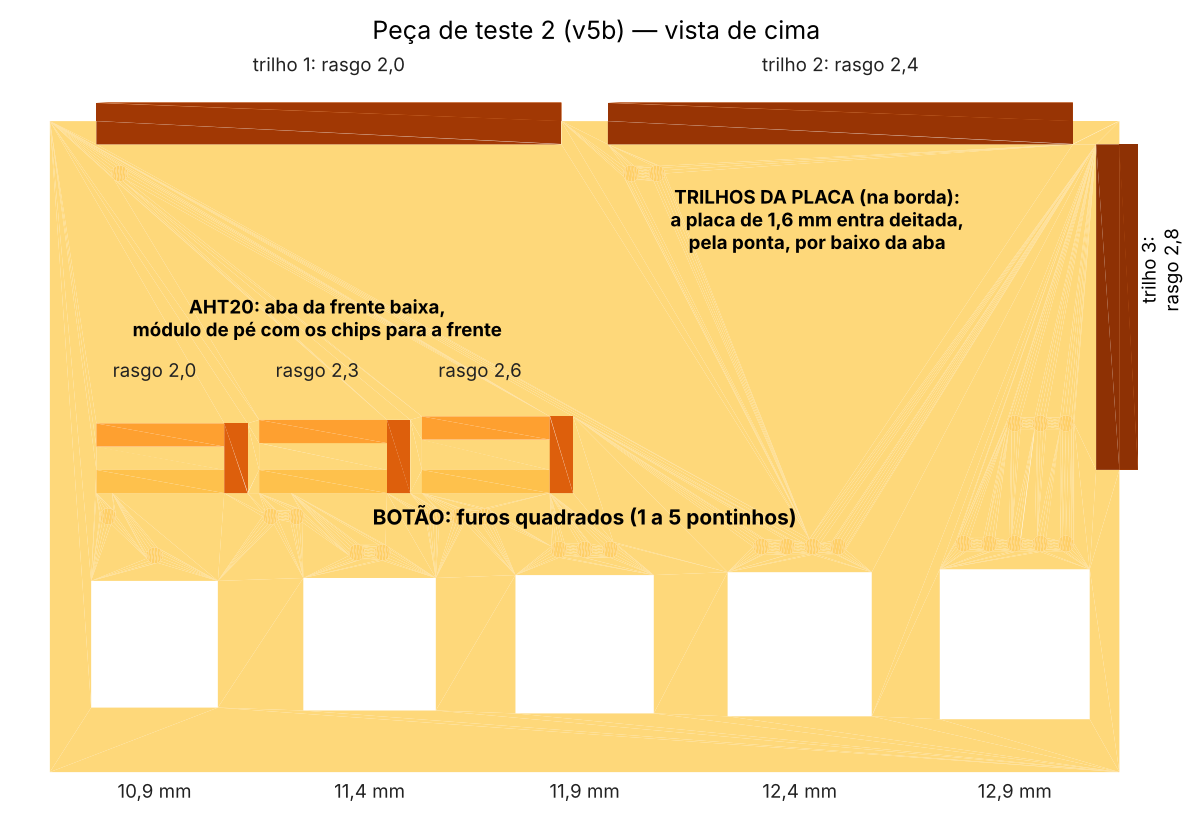 Peça de teste 2 (v5b) — vista de cima
trilho 1: rasgo 2,0
trilho 2: rasgo 2,4
TRILHOS DA PLACA (na borda):
a placa de 1,6 mm entra deitada,
pela ponta, por baixo da aba
trilho 3:
rasgo 2,8
AHT20: aba da frente baixa,
módulo de pé com os chips para a frente
rasgo 2,0
rasgo 2,3
rasgo 2,6
BOTÃO: furos quadrados (1 a 5 pontinhos)
10,9 mm
11,4 mm
11,9 mm
12,4 mm
12,9 mm